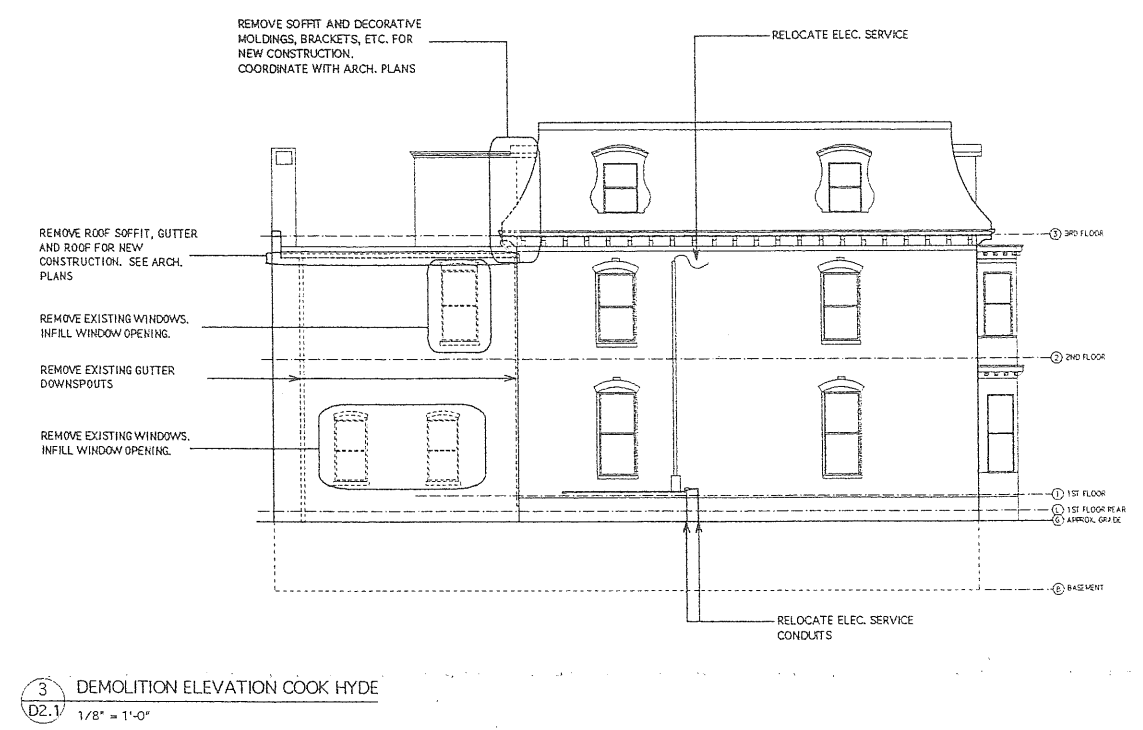 REMOVE SOFFIT AND DECORATIVE
MOLDINGS, BRACKETS, ETC. FOR
NEW CONSTRUCTION.
COORDINATE WITH ARCH. PLANS
RELOCATE ELEC. SERVICE
REMOVE ROOF SOFFIT, GUTTER
AND ROOF FOR NEW
CONSTRUCTION. SEE ARCH.
PLANS
3 3RD FLOOR
REMOVE EXISTING WINDOWS.
INFILL WINDOW OPENING.
2 2ND FLOOR
REMOVE EXISTING GUTTER
DOWNSPOUTS
REMOVE EXISTING WINDOWS.
INFILL WINDOW OPENING.
1 1ST FLOOR
L 1ST FLOOR REAR
G APPROX. GRADE
B BASEMENT
RELOCATE ELEC. SERVICE
CONDUITS
3 DEMOLITION ELEVATION COOK HYDE
D2.1 1/8" = 1'-0"